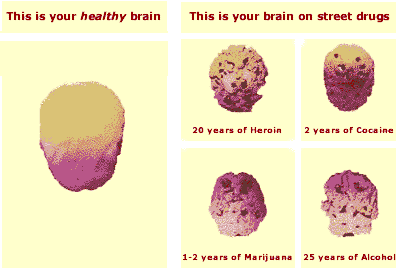 This is your healthy brain
This is your brain on street drugs
20 years of Heroin
2 years of Cocaine
1-2 years of Marijuana
25 years of Alcohol